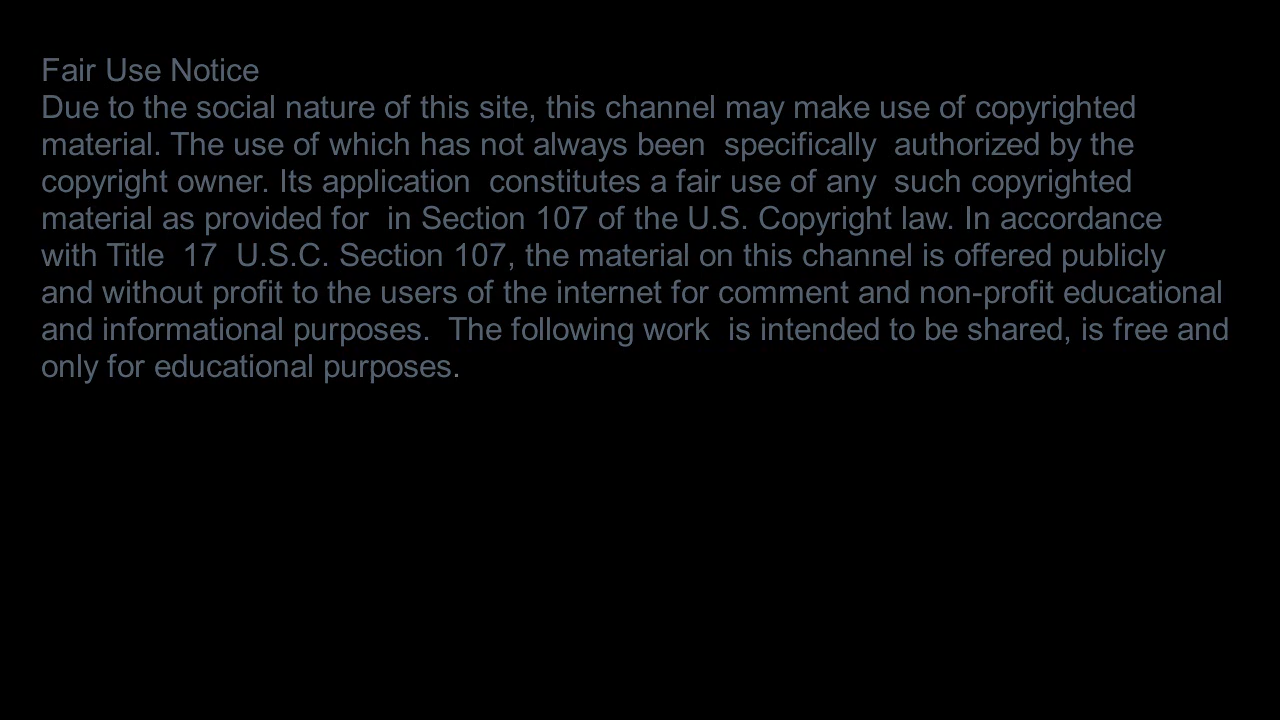 Fair Use Notice
Due to the social nature of this site, this channel may make use of copyrighted
material. The use of which has not always been  specifically  authorized by the
copyright owner. Its application  constitutes a fair use of any  such copyrighted
material as provided for  in Section 107 of the U.S. Copyright law. In accordance
with Title  17  U.S.C. Section 107, the material on this channel is offered publicly
and without profit to the users of the internet for comment and non-profit educational
and informational purposes.  The following work  is intended to be shared, is free and
only for educational purposes.